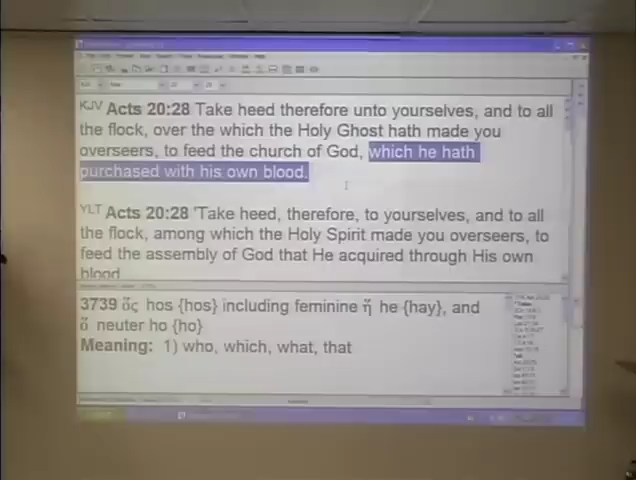 KJV Acts 20:28 Take heed therefore unto yourselves, and to all
the flock, over the which the Holy Ghost hath made you
overseers, to feed the church of God, which he hath
purchased with his own blood.
YLT Acts 20:28 'Take heed, therefore, to yourselves, and to all
the flock, among which the Holy Spirit made you overseers, to
feed the assembly of God that He acquired through His own
blood
3739 ὅς hos {hos} including feminine ἥ he {hay}, and
ὅ neuter ho {ho}
Meaning: 1) who, which, what, that